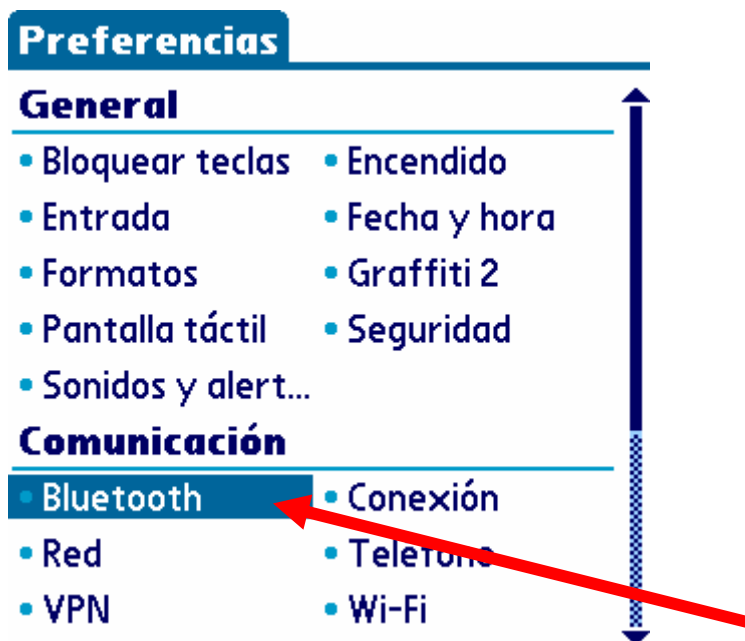 Preferencias
General
• Bloquear teclas • Encendido
• Entrada • Fecha y hora
• Formatos • Graffiti 2
• Pantalla táctil • Seguridad
• Sonidos y alert...
Comunicación
• Bluetooth • Conexión
• Red • Teléfono
• VPN • Wi-Fi